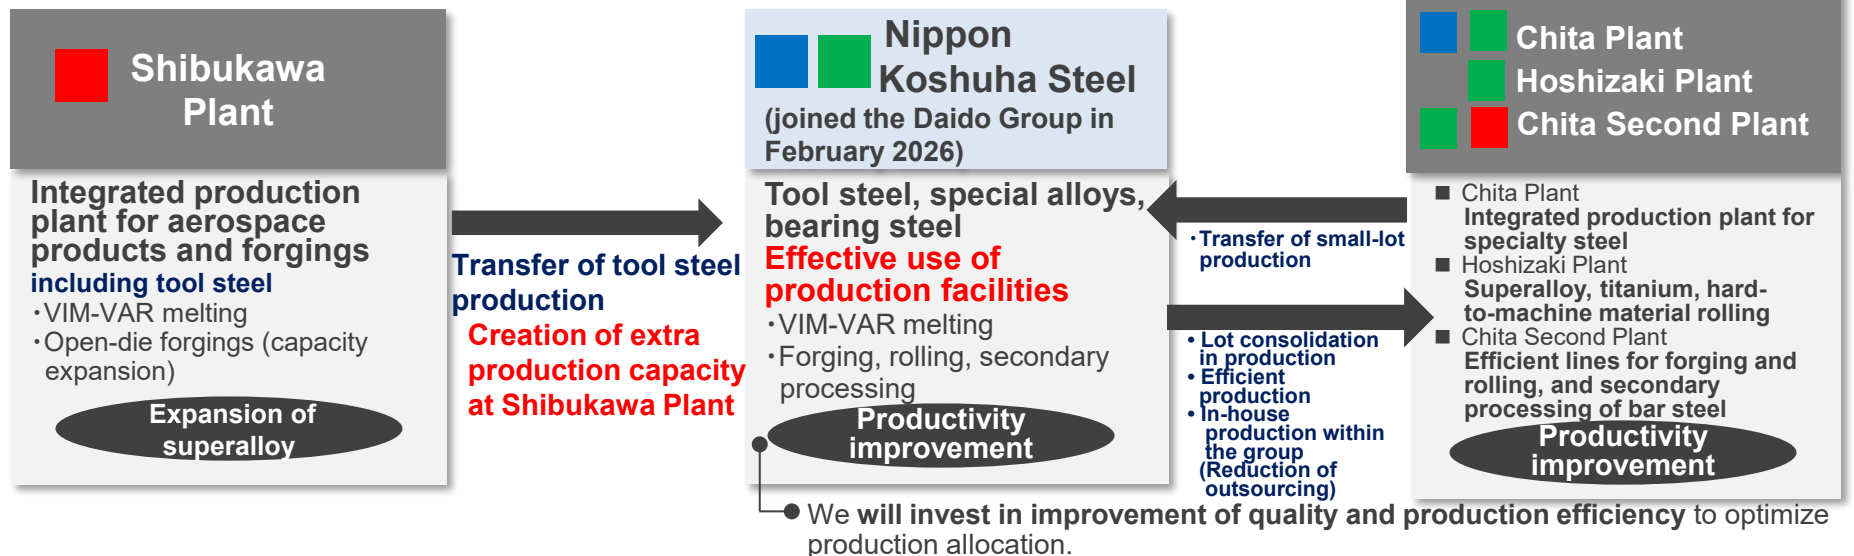 Shibukawa
Plant
Integrated production
plant for aerospace
products and forgings
including tool steel
・VIM-VAR melting
・Open-die forgings (capacity
expansion)
Expansion of
superalloy
Transfer of tool steel
production
Creation of extra
production capacity
at Shibukawa Plant
Nippon
Koshuha Steel
(joined the Daido Group in
February 2026)
Tool steel, special alloys,
bearing steel
Effective use of
production facilities
・VIM-VAR melting
・Forging, rolling, secondary
processing
Productivity
improvement
・Transfer of small-lot
production
• Lot consolidation
in production
• Efficient
production
• In-house
production within
the group
(Reduction of
outsourcing)
Chita Plant
Hoshizaki Plant
Chita Second Plant
■ Chita Plant
Integrated production plant for
specialty steel
■ Hoshizaki Plant
Superalloy, titanium, hard-
to-machine material rolling
■ Chita Second Plant
Efficient lines for forging and
rolling, and secondary
processing of bar steel
Productivity
improvement
We will invest in improvement of quality and production efficiency to optimize
production allocation.